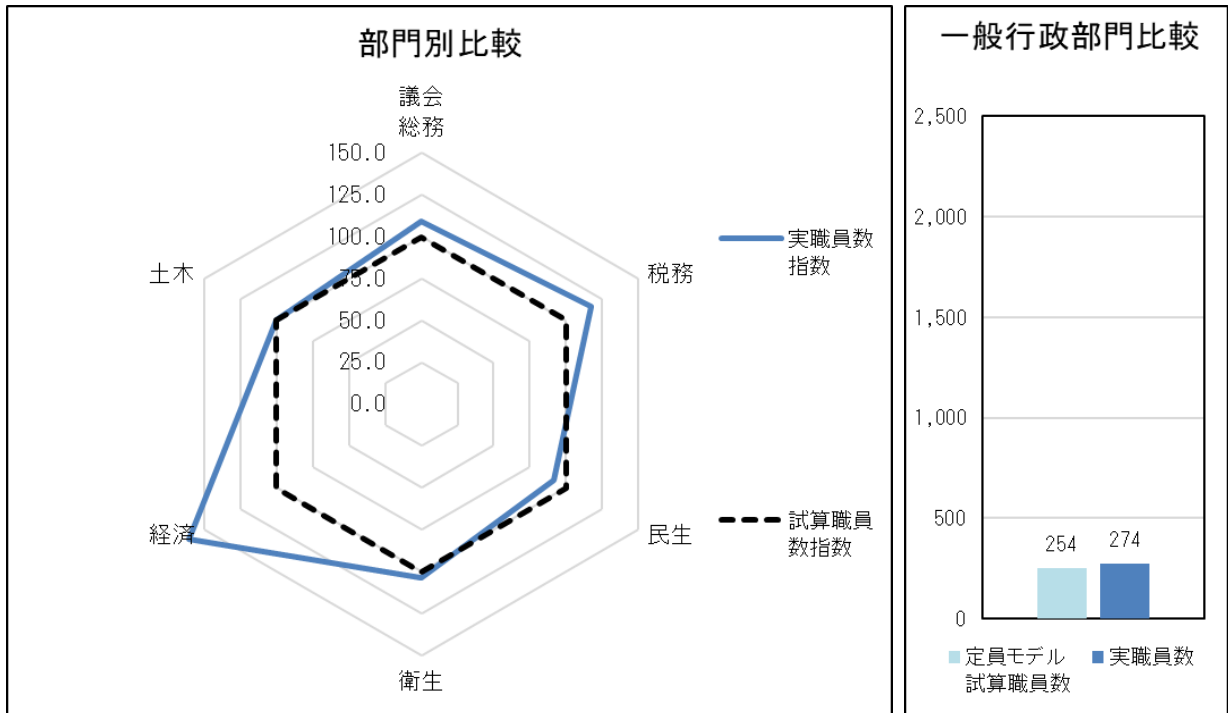 部門別比較
議会
総務
150.0
125.0
100.0
75.0
50.0
25.0
0.0
土木
税務
経済
民生
衛生
実職員数
指数
試算職員
数指数
一般行政部門比較
2,500
2,000
1,500
1,000
500
0
254
274
定員モデル
試算職員数
実職員数